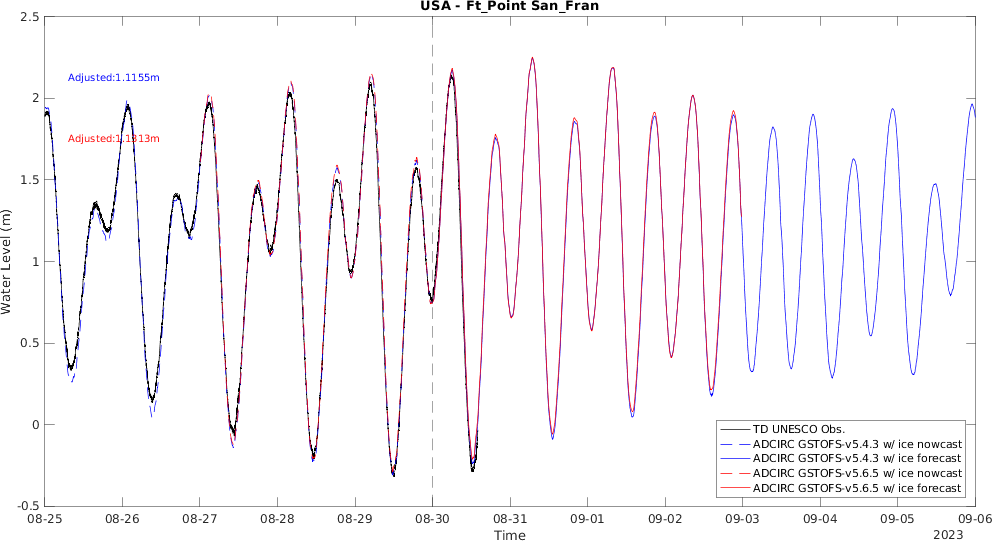 USA - Ft_Point San_Fran
2.5
2
1.5
1
0.5
0
-0.5
Water Level (m)
Adjusted:1.1155m
Adjusted:1.1313m
TD UNESCO Obs.
ADCIRC GSTOFS-v5.4.3 w/ ice nowcast
ADCIRC GSTOFS-v5.4.3 w/ ice forecast
ADCIRC GSTOFS-v5.6.5 w/ ice nowcast
ADCIRC GSTOFS-v5.6.5 w/ ice forecast
08-25 08-26 08-27 08-28 08-29 08-30 08-31 09-01 09-02 09-03 09-04 09-05 09-06
Time
2023